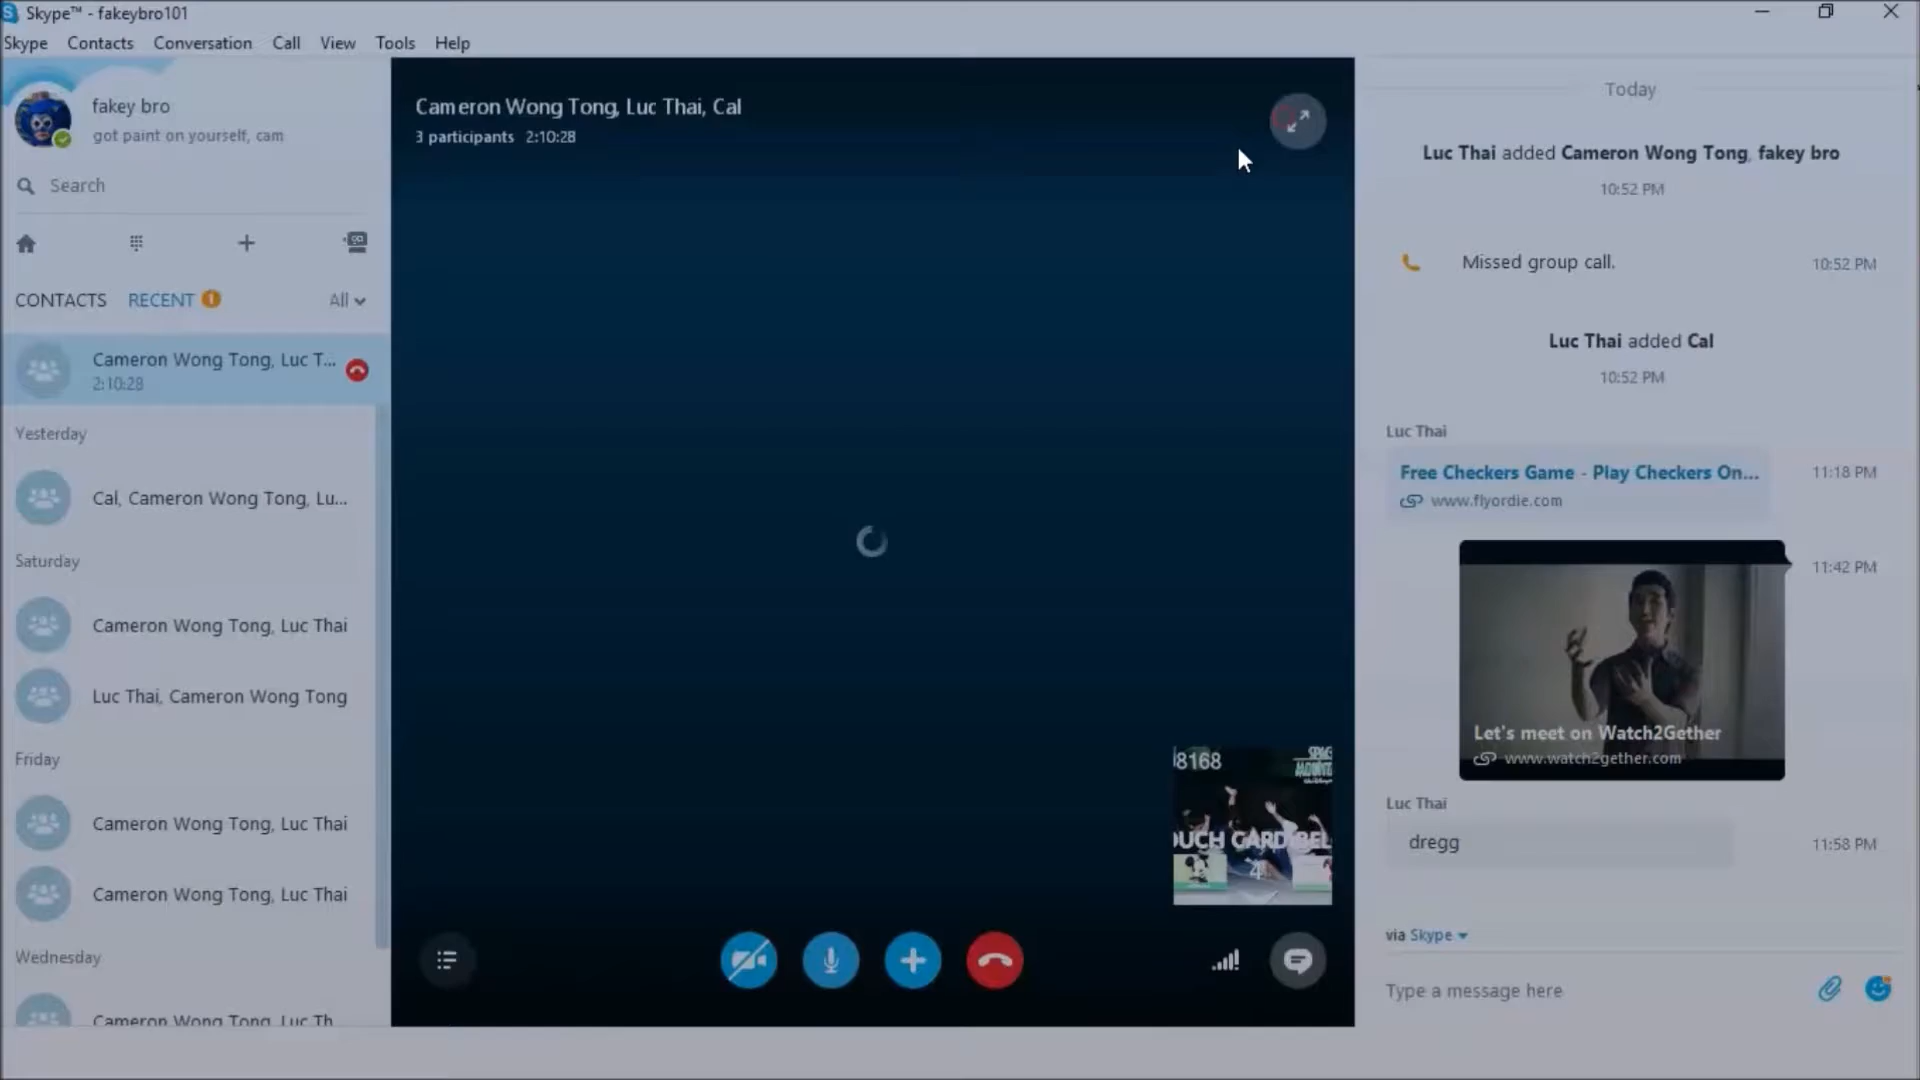 Skype™ - fakeybro101
Skype Contacts Conversation Call View Tools Help
fakey bro
got paint on yourself, cam
Search
CONTACTS RECENT 1 All
Cameron Wong Tong, Luc T...
2:10:28
Yesterday
Cal, Cameron Wong Tong, Lu...
Saturday
Cameron Wong Tong, Luc Thai
Luc Thai, Cameron Wong Tong
Friday
Cameron Wong Tong, Luc Thai
Cameron Wong Tong, Luc Thai
Wednesday
Cameron Wong Tong, Luc Th
Cameron Wong Tong, Luc Thai, Cal
3 participants 2:10:28
8168
SPACE
MOUNT
OUCH GARD BEL
4
Today
Luc Thai added Cameron Wong Tong, fakey bro
10:52 PM
Missed group call. 10:52 PM
Luc Thai added Cal
10:52 PM
Luc Thai
Free Checkers Game - Play Checkers On... 11:18 PM
www.flyordie.com
11:42 PM
Let's meet on Watch2Gether
www.watch2gether.com
Luc Thai
dregg 11:58 PM
via Skype
Type a message here